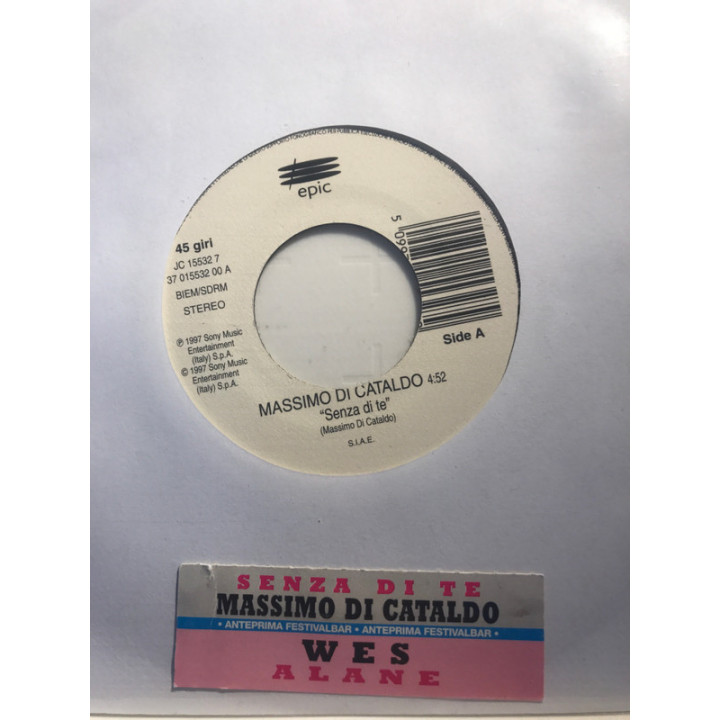 epic
45 giri
JC 15532 7
37 015532 00 A
BIEM/SDRM
STEREO
℗ 1997 Sony Music
Entertainment
(Italy) S.p.A.
© 1997 Sony Music
Entertainment
(Italy) S.p.A.
Side A
MASSIMO DI CATALDO 4:52
"Senza di te"
(Massimo Di Cataldo)
S.I.A.E.
SENZA DI TE
MASSIMO DI CATALDO
• ANTEPRIMA FESTIVALBAR • ANTEPRIMA FESTIVALBAR •
WES
ALANE